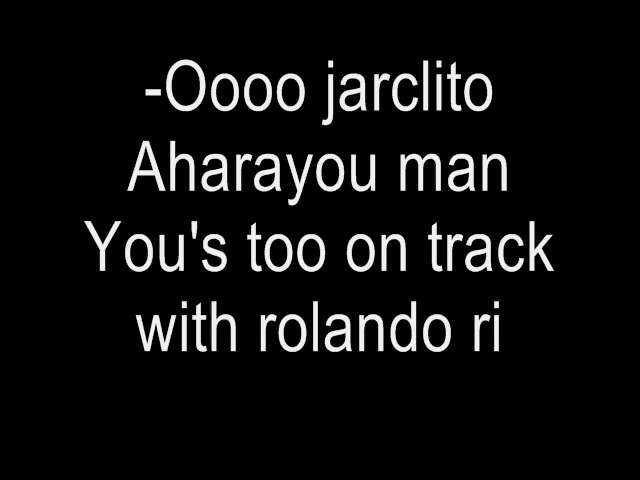 -Oooo jarclito
Aharayou man
You's too on track
with rolando ri